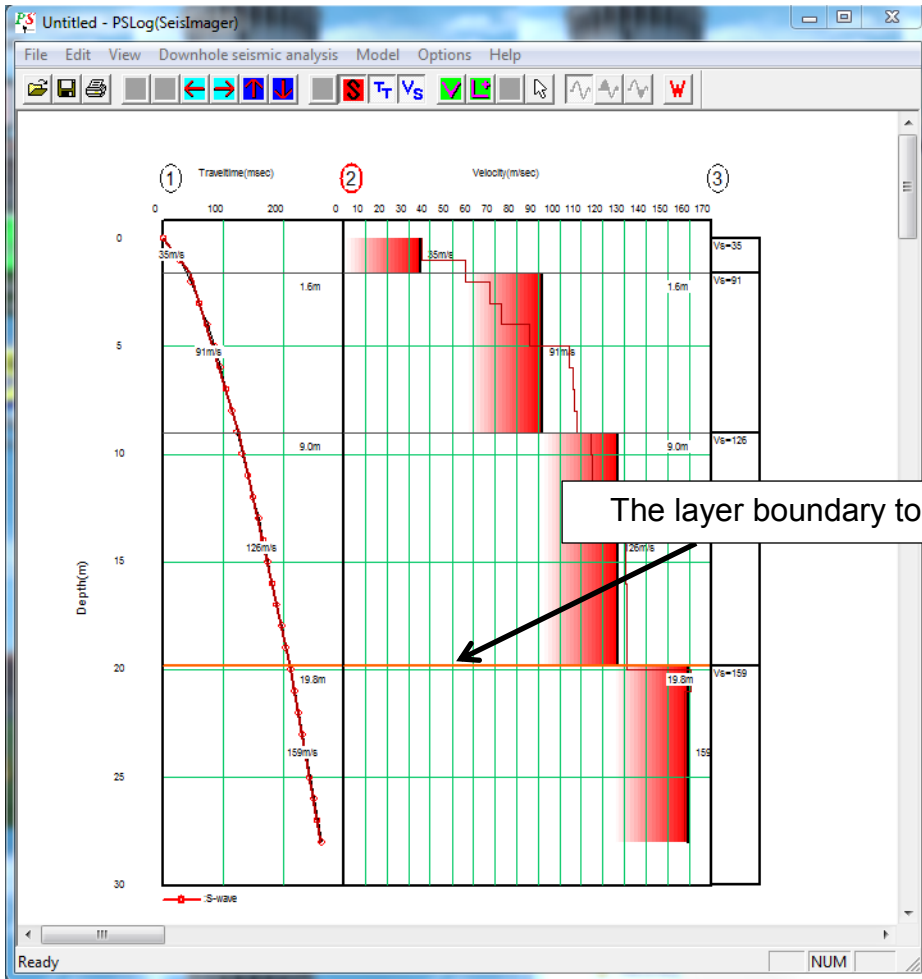 PS Untitled - PSLog(SeisImager)
File Edit View Downhole seismic analysis Model Options Help
S TT VS W
1 Traveltime(msec) 2 Velocity(m/sec) 3
0 100 200 0 10 20 30 40 50 60 70 80 90 100 110 120 130 140 150 160 170
0 35m/s 35m/s Vs=35
1.6m 1.6m Vs=91
5 91m/s 91m/s
9.0m 9.0m Vs=126
10
The layer boundary to
126m/s 126m/s
15
Depth(m)
20 19.8m 19.8m Vs=159
159m/s 159
25
30
:S-wave
Ready NUM